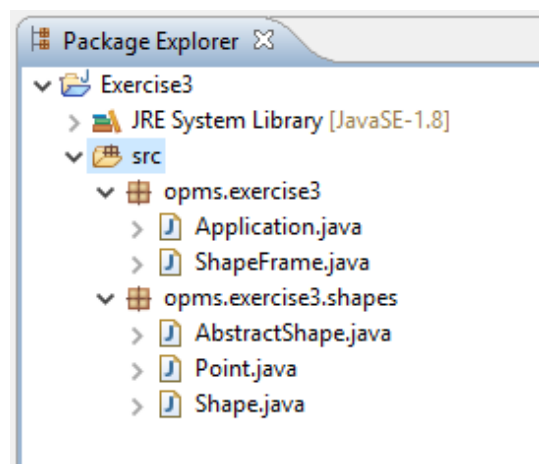 Package Explorer
Exercise3
JRE System Library [JavaSE-1.8]
src
opms.exercise3
Application.java
ShapeFrame.java
opms.exercise3.shapes
AbstractShape.java
Point.java
Shape.java